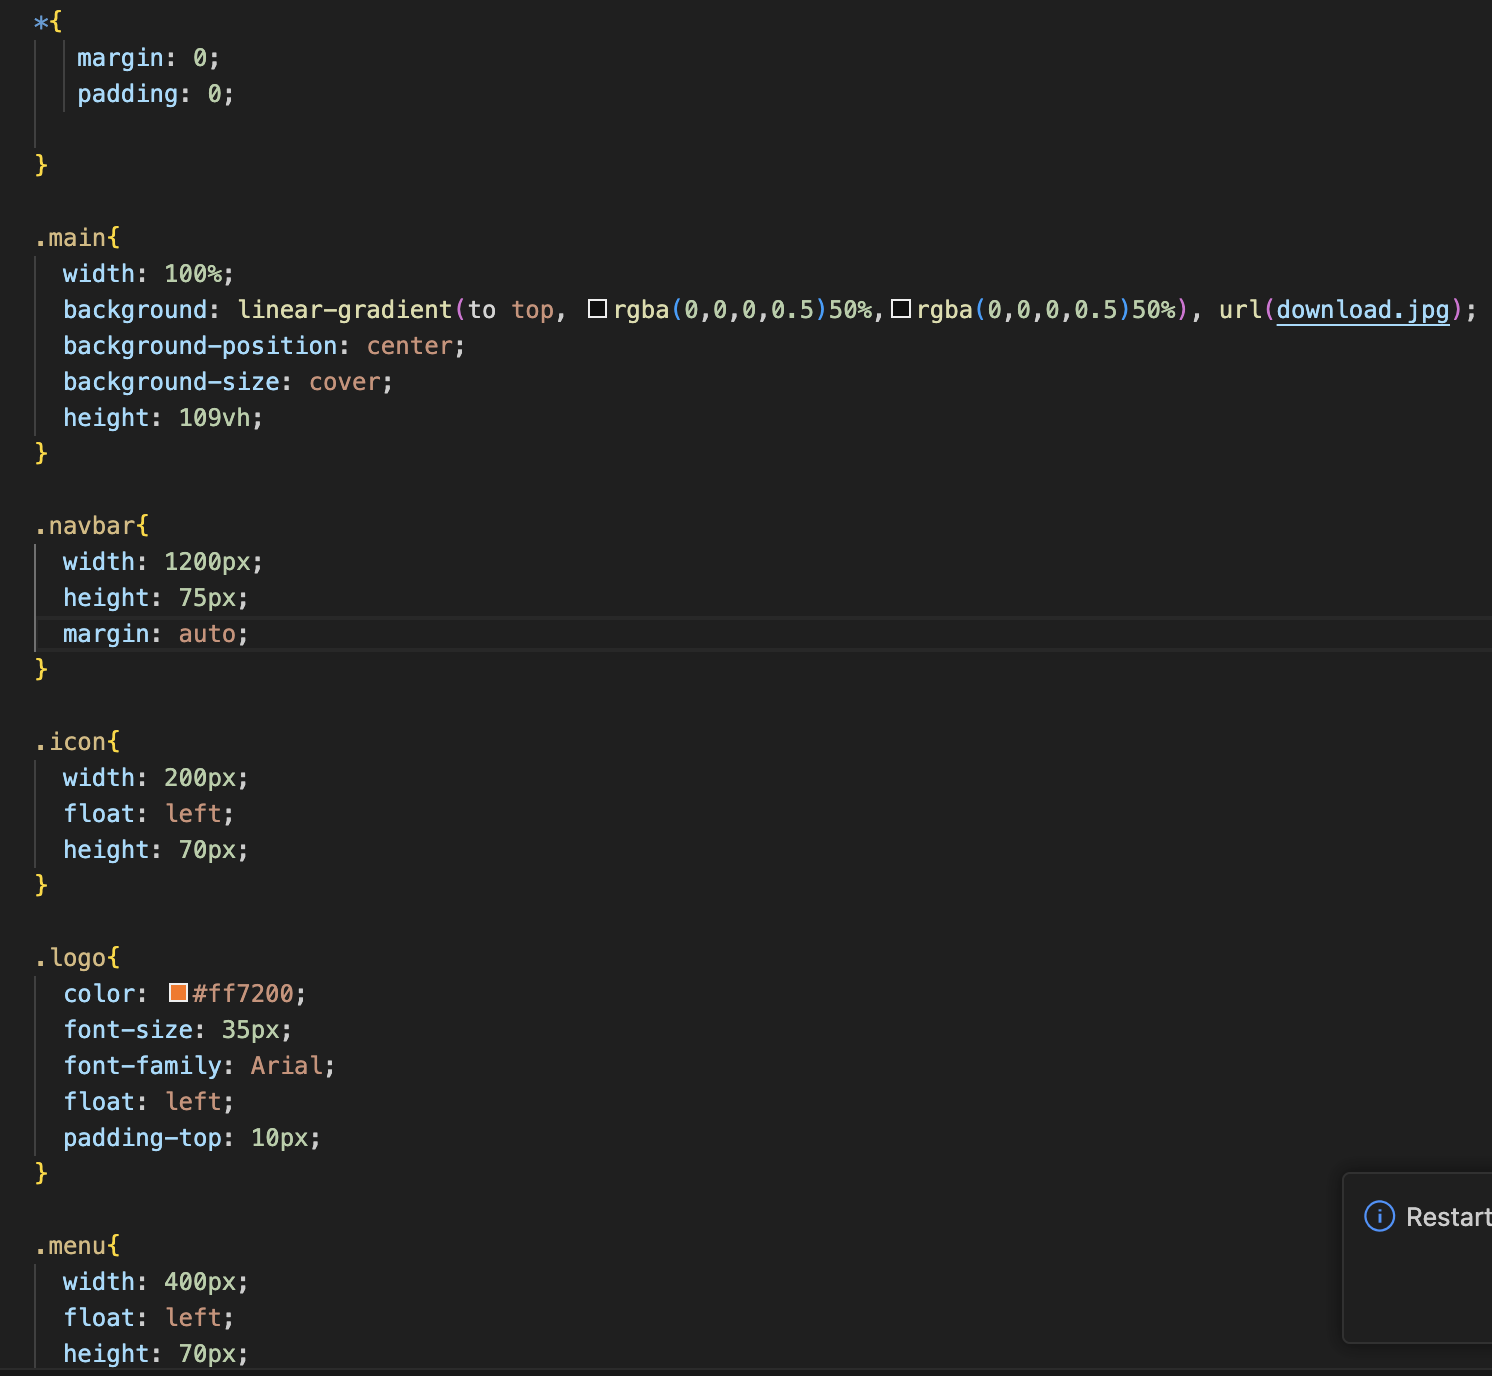 *{
margin: 0;
padding: 0;
}
.main{
width: 100%;
background: linear-gradient(to top, rgba(0,0,0,0.5)50%,rgba(0,0,0,0.5)50%), url(download.jpg);
background-position: center;
background-size: cover;
height: 109vh;
}
.navbar{
width: 1200px;
height: 75px;
margin: auto;
}
.icon{
width: 200px;
float: left;
height: 70px;
}
.logo{
color: #ff7200;
font-size: 35px;
font-family: Arial;
float: left;
padding-top: 10px;
}
Restart
.menu{
width: 400px;
float: left;
height: 70px;